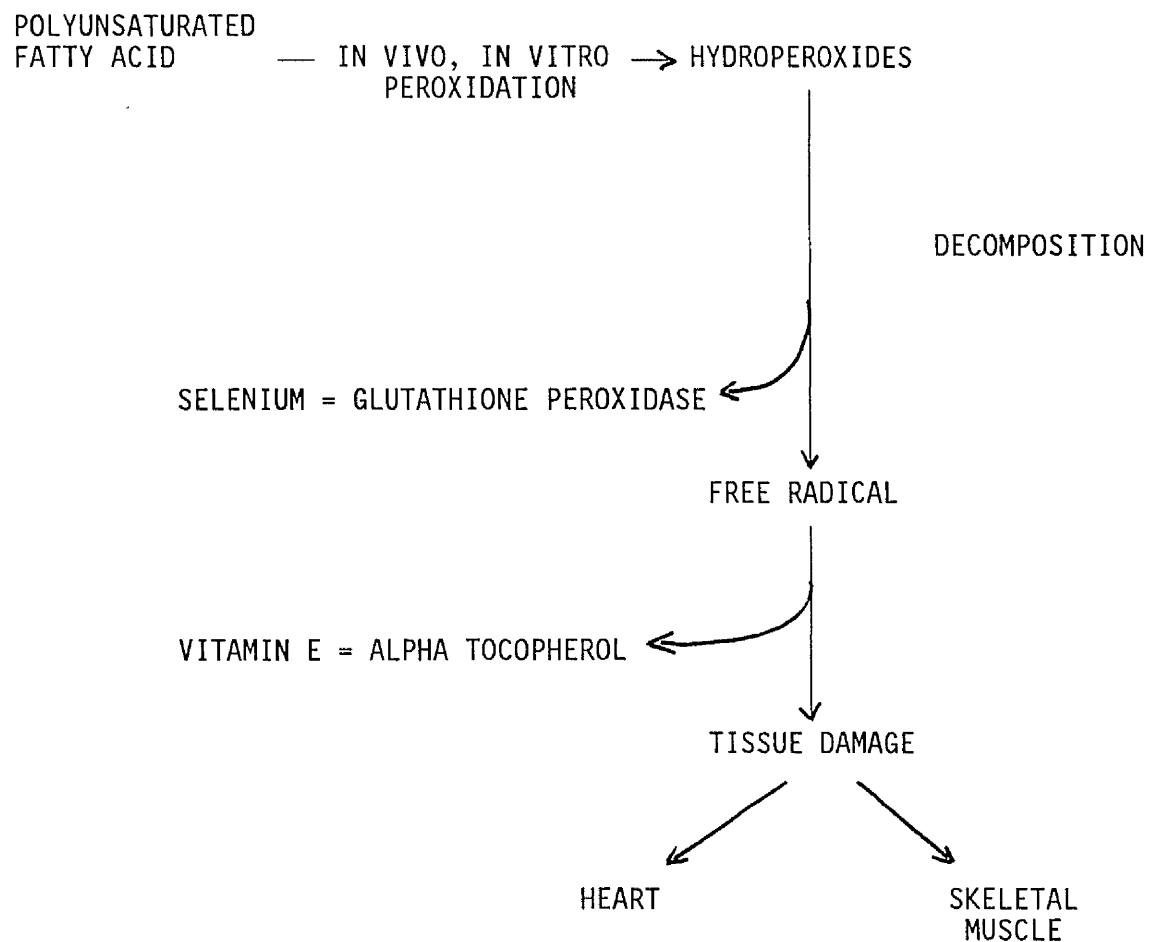 POLYUNSATURATED
FATTY ACID
IN VIVO, IN VITRO
PEROXIDATION
HYDROPEROXIDES
DECOMPOSITION
SELENIUM = GLUTATHIONE PEROXIDASE
FREE RADICAL
VITAMIN E = ALPHA TOCOPHEROL
TISSUE DAMAGE
HEART
SKELETAL
MUSCLE